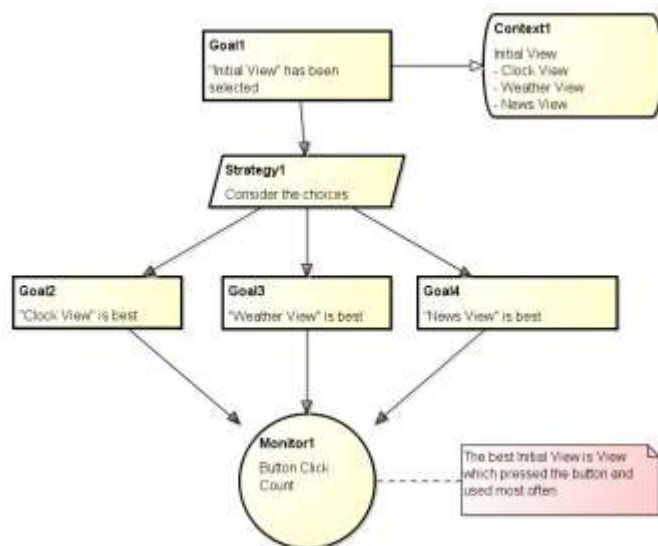 Goal1
"Initial View" has been
selected
Context1
Initial View
- Clock View
- Weather View
- News View
Strategy1
Consider the choices
Goal2
"Clock View" is best
Goal3
"Weather View" is best
Goal4
"News View" is best
Monitor1
Button Click
Count
The best Initial View is View
which pressed the button and
used most often